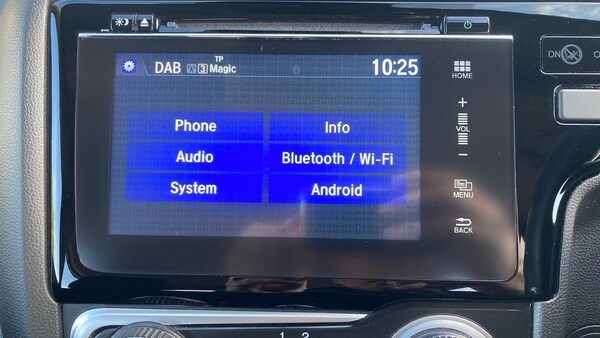 DAB 3 Magic
TP
10:25
HOME
ON
Phone
Info
VOL
Audio
Bluetooth / Wi-Fi
System
Android
MENU
BACK
1 2